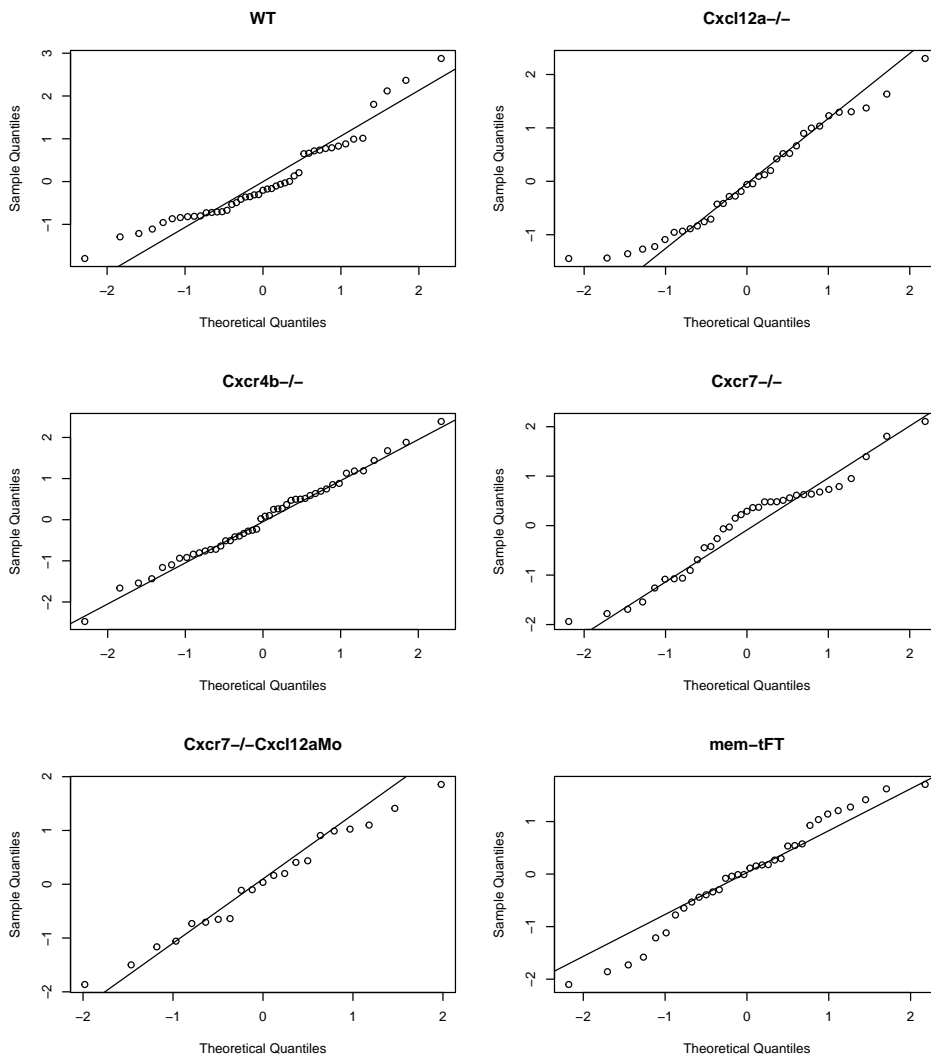 WT
Sample Quantiles
3
2
1
0
−1
−2 −1 0 1 2
Theoretical Quantiles
Cxcl12a−/−
Sample Quantiles
2
1
0
−1
−2 −1 0 1 2
Theoretical Quantiles
Cxcr4b−/−
Sample Quantiles
2
1
0
−1
−2
−2 −1 0 1 2
Theoretical Quantiles
Cxcr7−/−
Sample Quantiles
2
1
0
−1
−2
−2 −1 0 1 2
Theoretical Quantiles
Cxcr7−/−Cxcl12aMo
Sample Quantiles
2
1
0
−1
−2
−2 −1 0 1 2
Theoretical Quantiles
mem−tFT
Sample Quantiles
1
0
−1
−2
−2 −1 0 1 2
Theoretical Quantiles